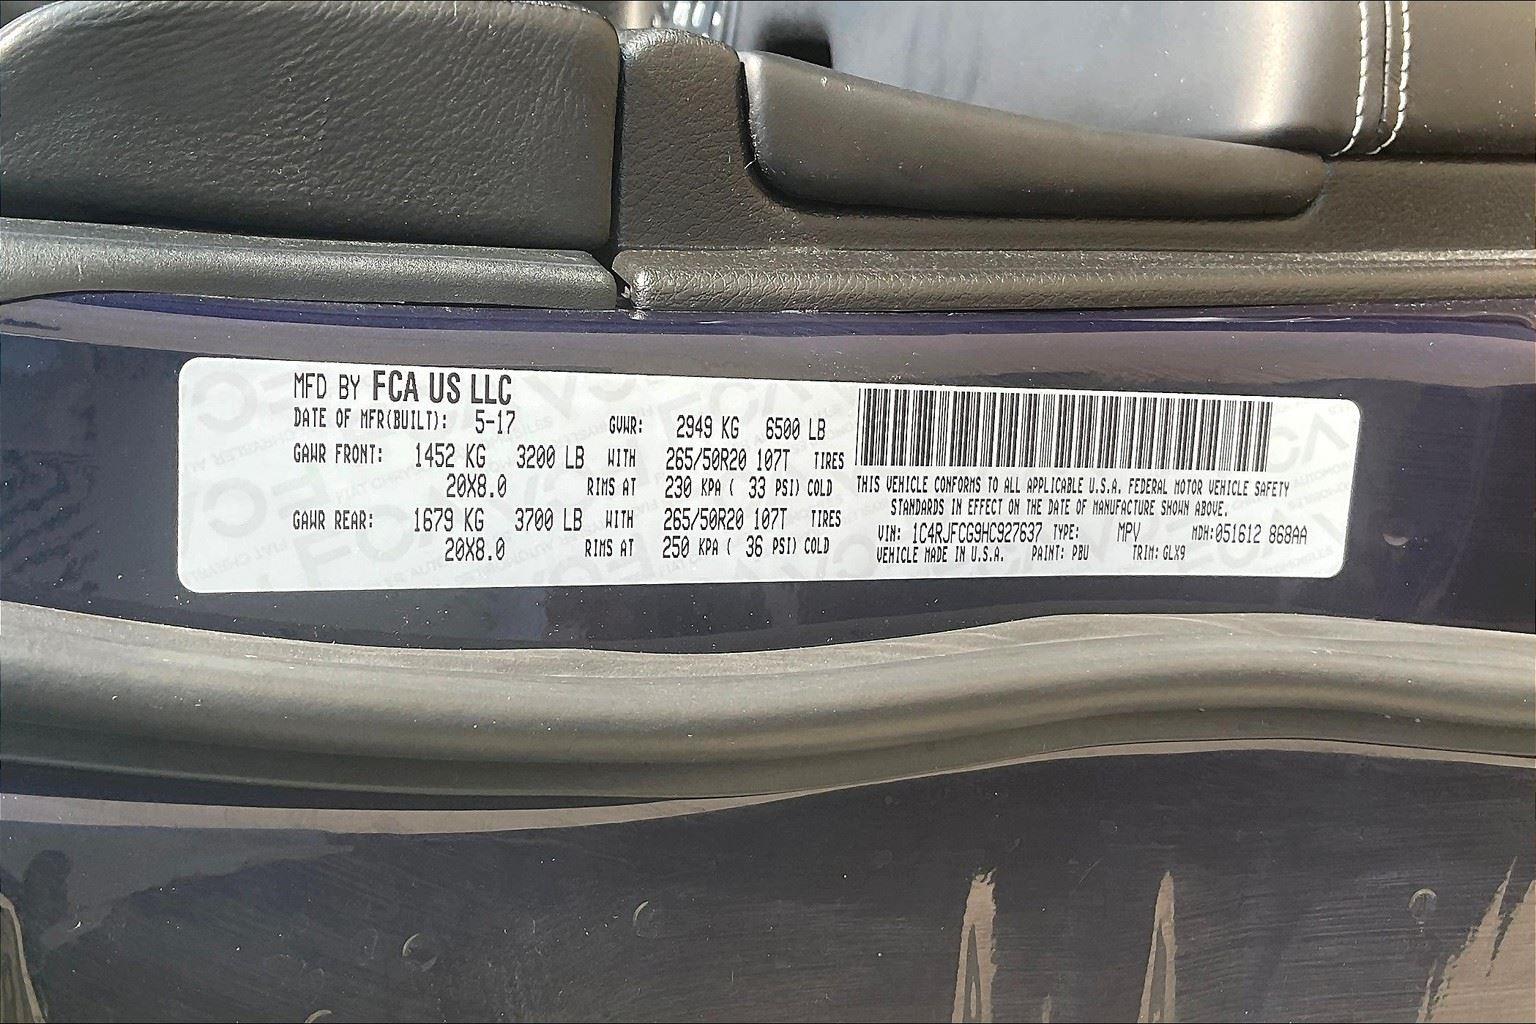 MFD BY FCA US LLC
DATE OF MFR(BUILT): 5-17 GVWR: 2949 KG 6500 LB
GAWR FRONT: 1452 KG 3200 LB WITH 265/50R20 107T TIRES
20X8.0 RIMS AT 230 KPA ( 33 PSI) COLD
GAWR REAR: 1679 KG 3700 LB WITH 265/50R20 107T TIRES
20X8.0 RIMS AT 250 KPA ( 36 PSI) COLD
THIS VEHICLE CONFORMS TO ALL APPLICABLE U.S.A. FEDERAL MOTOR VEHICLE SAFETY
STANDARDS IN EFFECT ON THE DATE OF MANUFACTURE SHOWN ABOVE.
VIN: 1C4RJFCG9HC927637 TYPE: MPV MDH:051612 868AA
VEHICLE MADE IN U.S.A. PAINT: PBU TRIM: GLX9